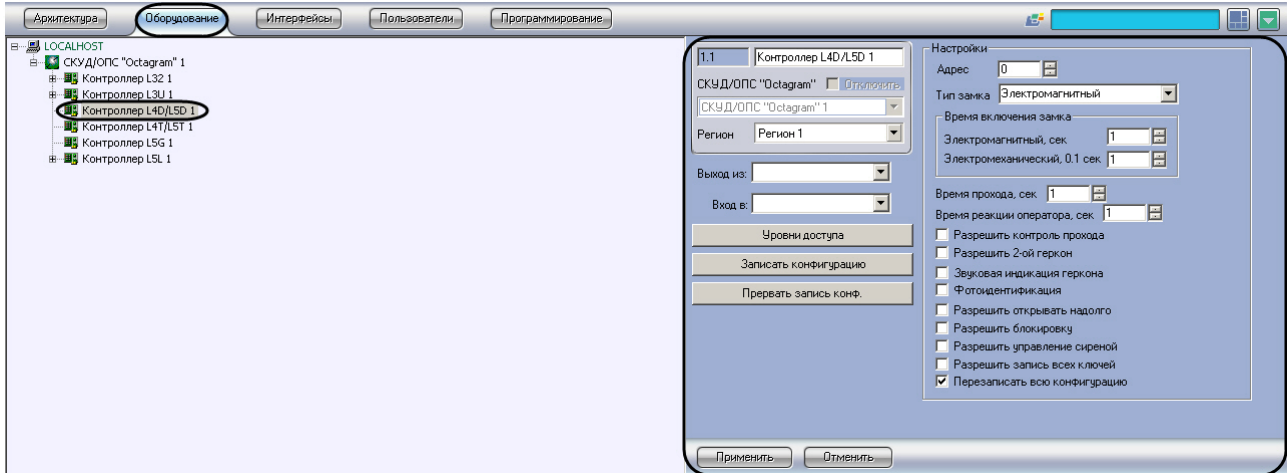 Архитектура Оборудование Интерфейсы Пользователи Программирование
LOCALHOST
СКУД/ОПС "Octagram" 1
Контроллер L32 1
Контроллер L3U 1
Контроллер L4D/L5D 1
Контроллер L4T/L5T 1
Контроллер L5G 1
Контроллер L5L 1
1.1 Контроллер L4D/L5D 1
СКУД/ОПС "Octagram" Отключить
СКУД/ОПС "Octagram" 1
Регион Регион 1
Выход из:
Вход в:
Уровни доступа
Записать конфигурацию
Прервать запись конф.
Настройки
Адрес 0
Тип замка Электромагнитный
Время включения замка
Электромагнитный, сек 1
Электромеханический, 0.1 сек 1
Время прохода, сек 1
Время реакции оператора, сек 1
Разрешить контроль прохода
Разрешить 2-ой геркон
Звуковая индикация геркона
Фотоидентификация
Разрешить открывать надолго
Разрешить блокировку
Разрешить управление сиреной
Разрешить запись всех ключей
Перезаписать всю конфигурацию
Применить Отменить